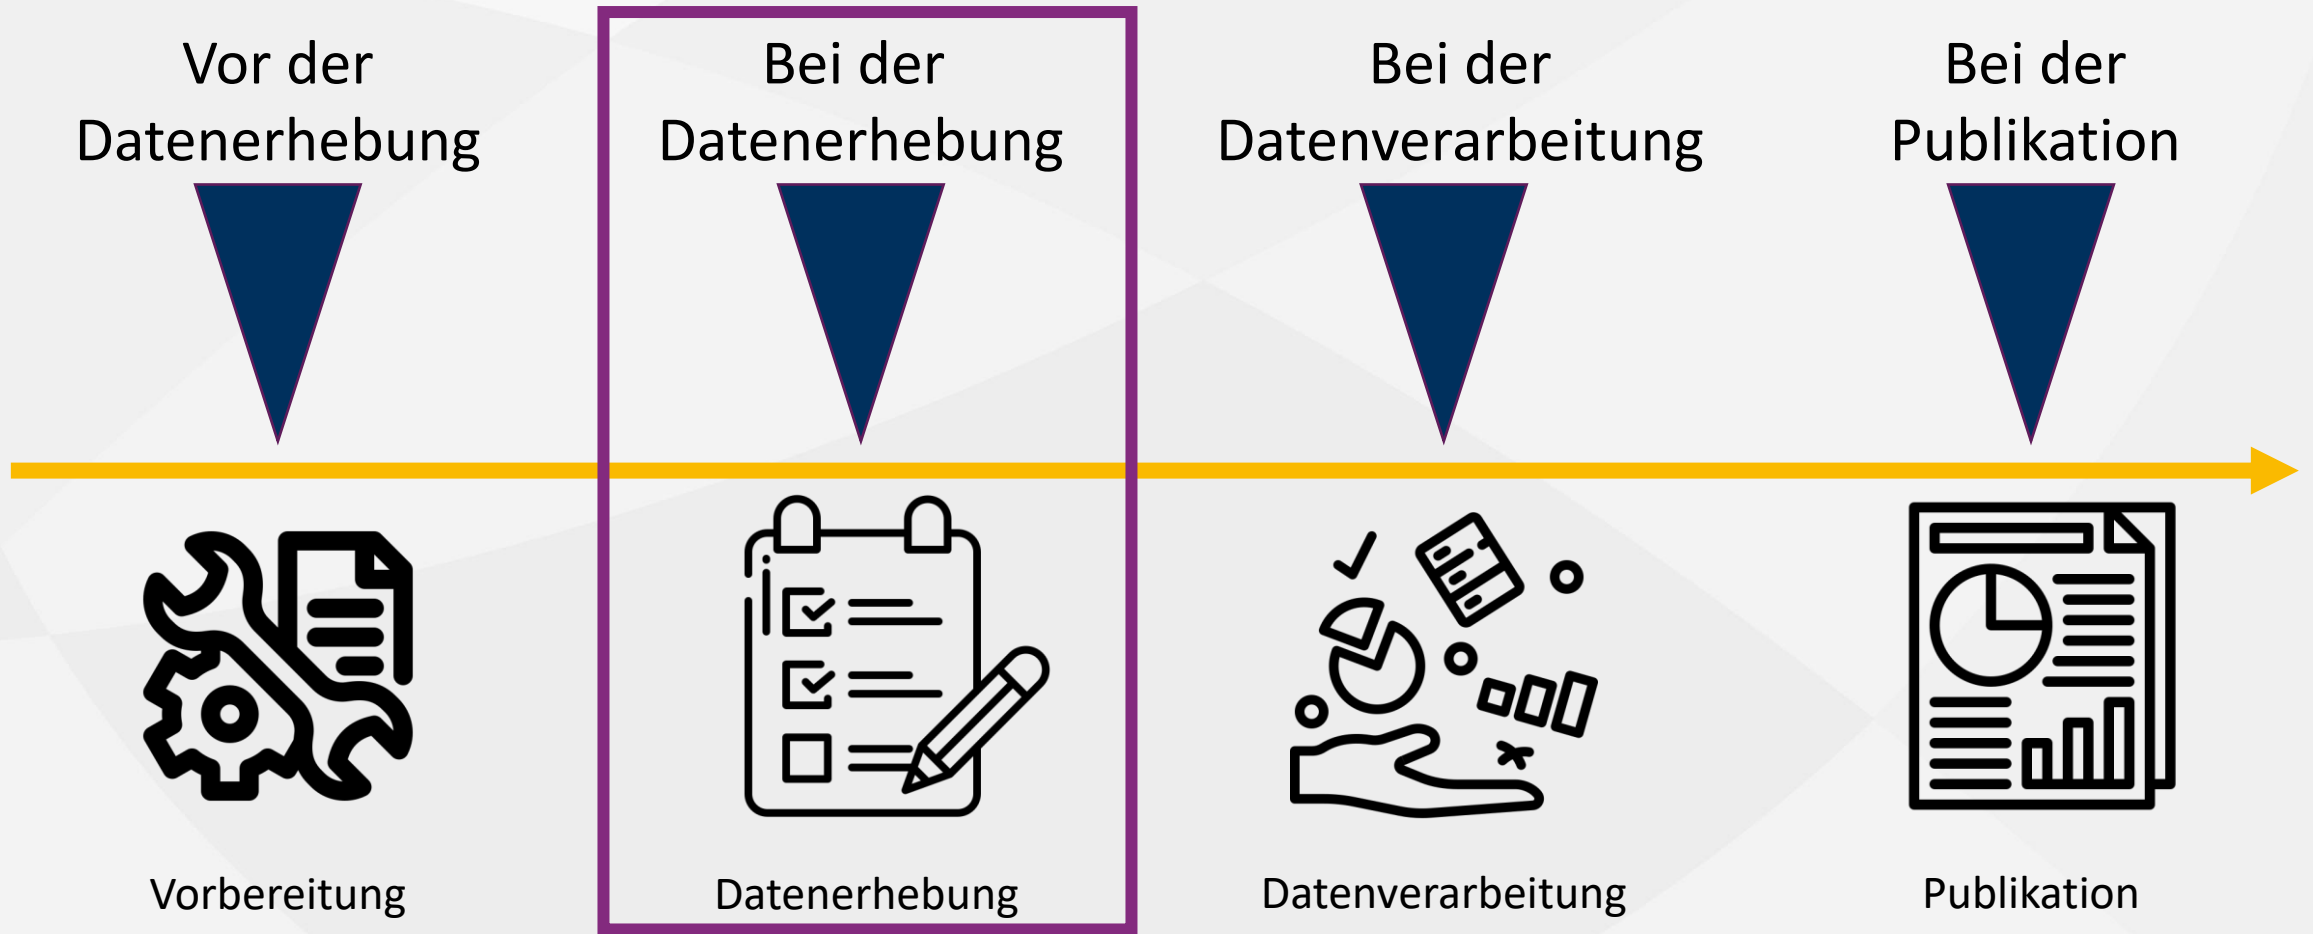 Vor der
Datenerhebung
Bei der
Datenerhebung
Bei der
Datenverarbeitung
Bei der
Publikation
Vorbereitung
Datenerhebung
Datenverarbeitung
Publikation